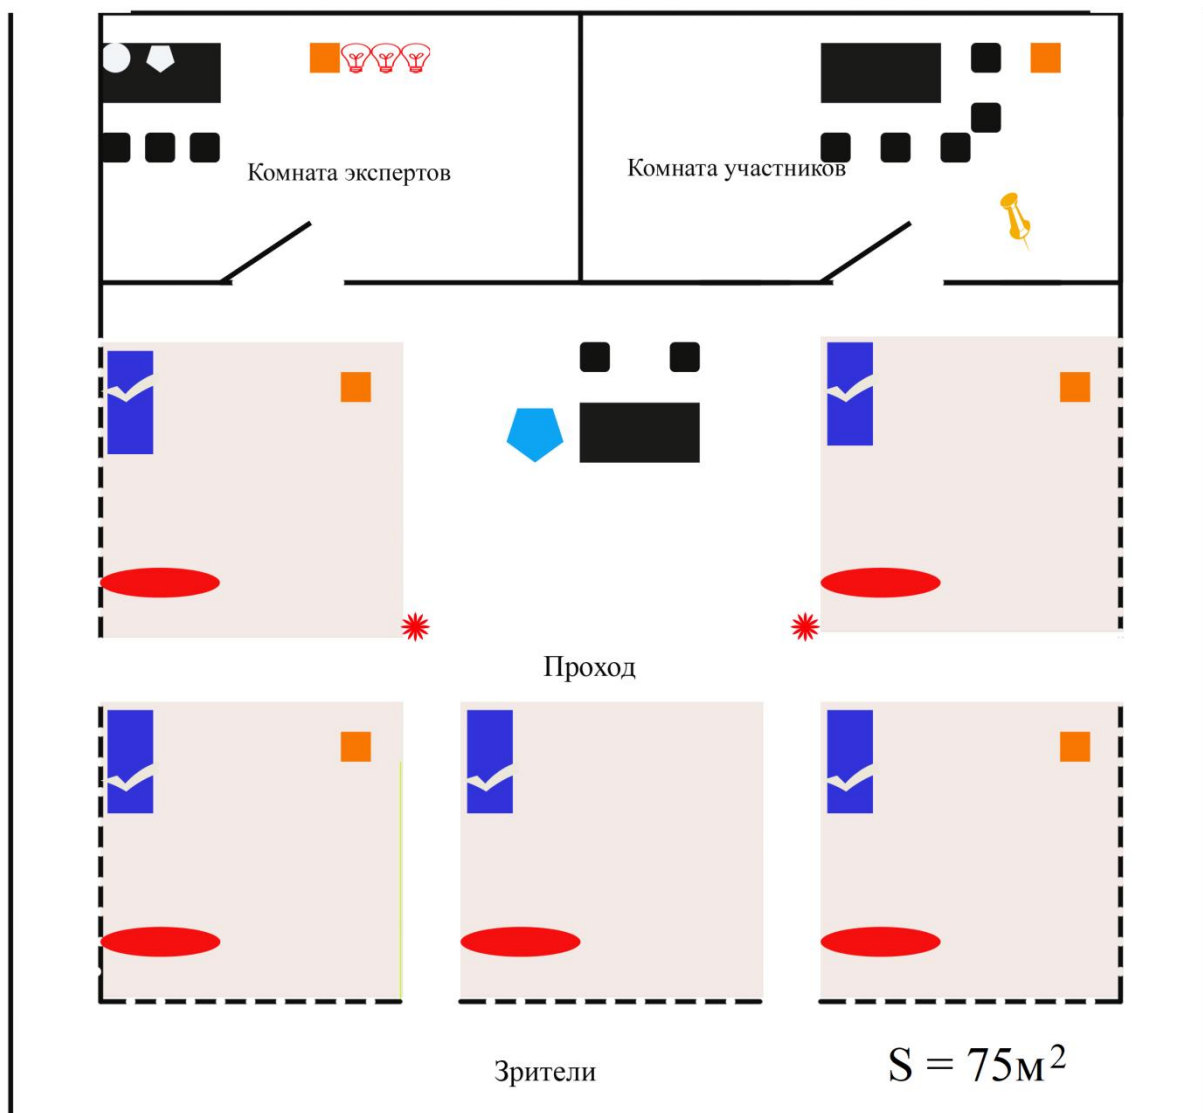 Комната экспертов
Комната участников
Проход
Зрители
S = 75м²